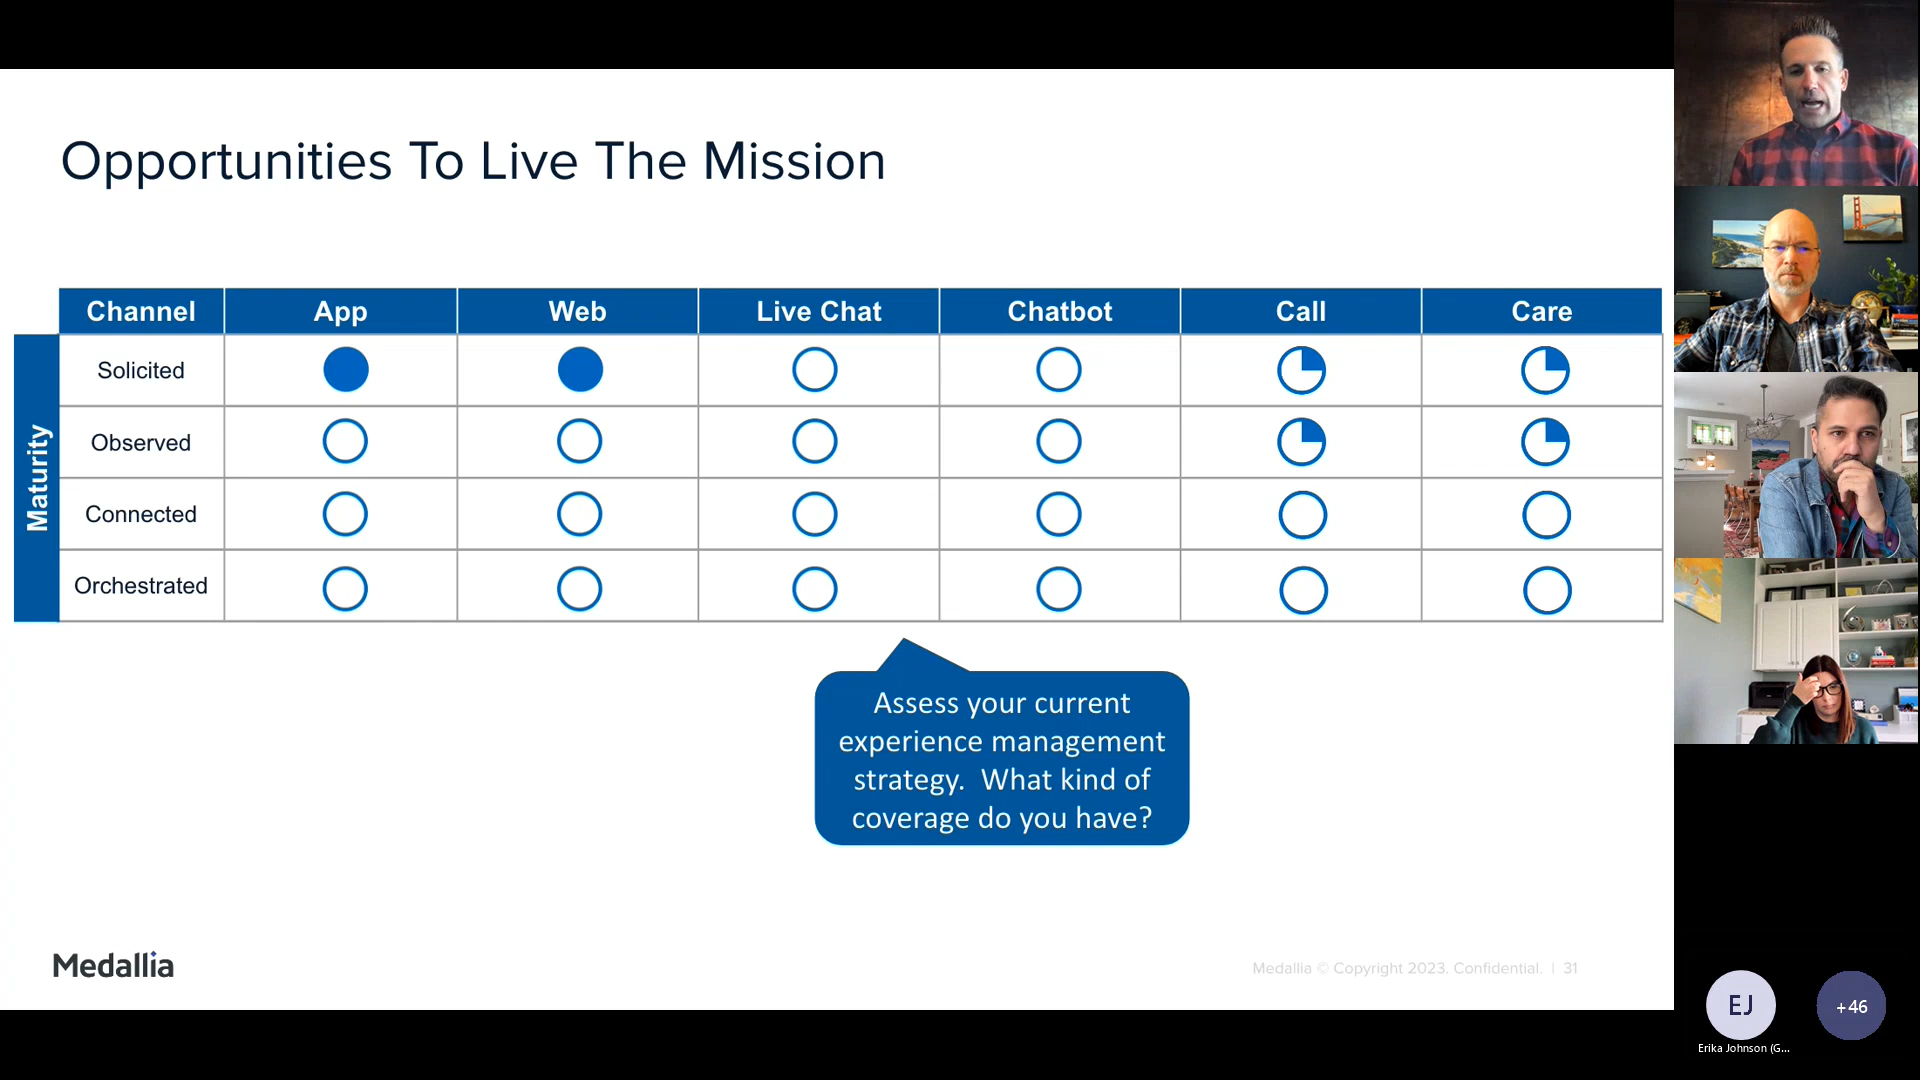 Opportunities To Live The Mission
Channel App Web Live Chat Chatbot Call Care
Maturity
Solicited
Observed
Connected
Orchestrated
Assess your current
experience management
strategy.  What kind of
coverage do you have?
Medallia
Medallia © Copyright 2023. Confidential. | 31
EJ
+46
Erika Johnson (G...